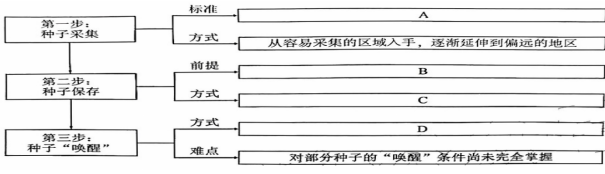 标准
A
第一步：
种子采集
方式
从容易采集的区域入手，逐渐延伸到偏远的地区
前提
B
第二步：
种子保存
方式
C
方式
D
第三步：
种子“唤醒”
难点
对部分种子的“唤醒”条件尚未完全掌握